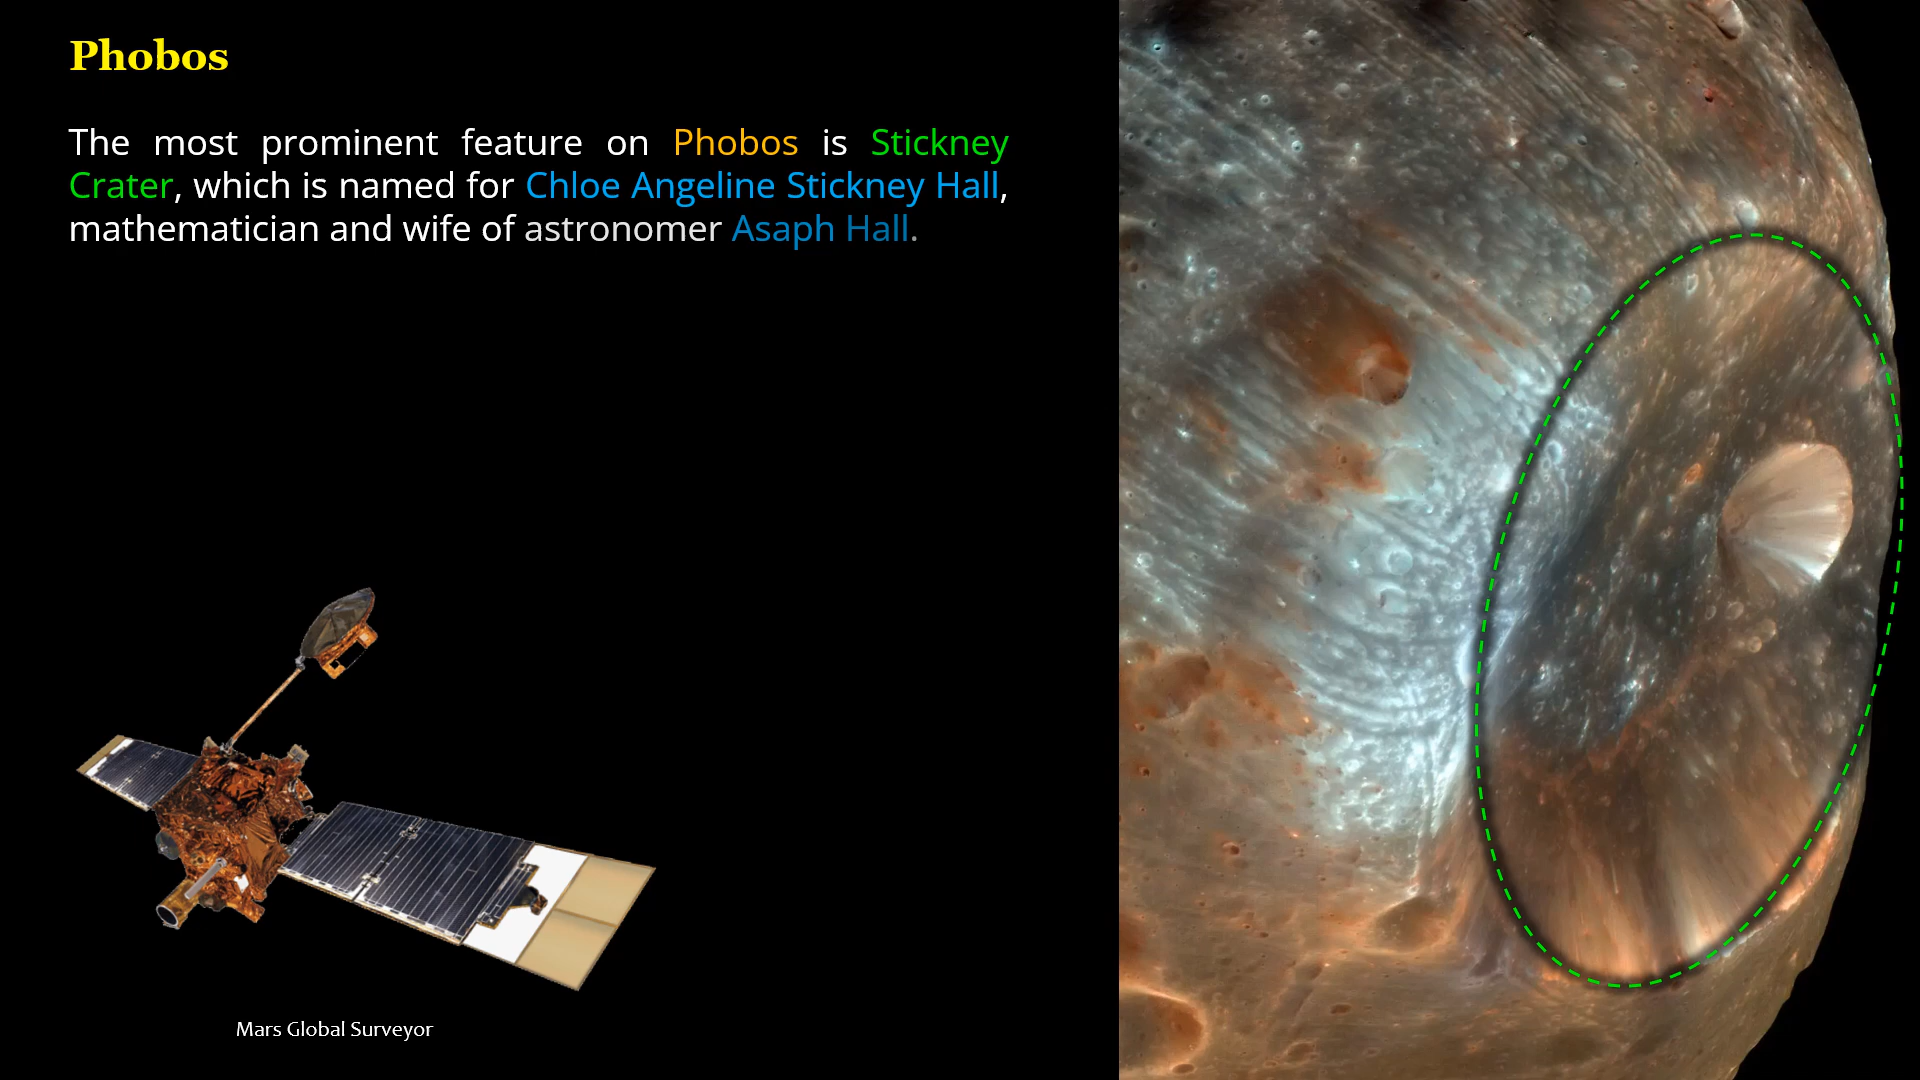 Phobos
The most prominent feature on Phobos is Stickney
Crater, which is named for Chloe Angeline Stickney Hall,
mathematician and wife of astronomer Asaph Hall.
Mars Global Surveyor